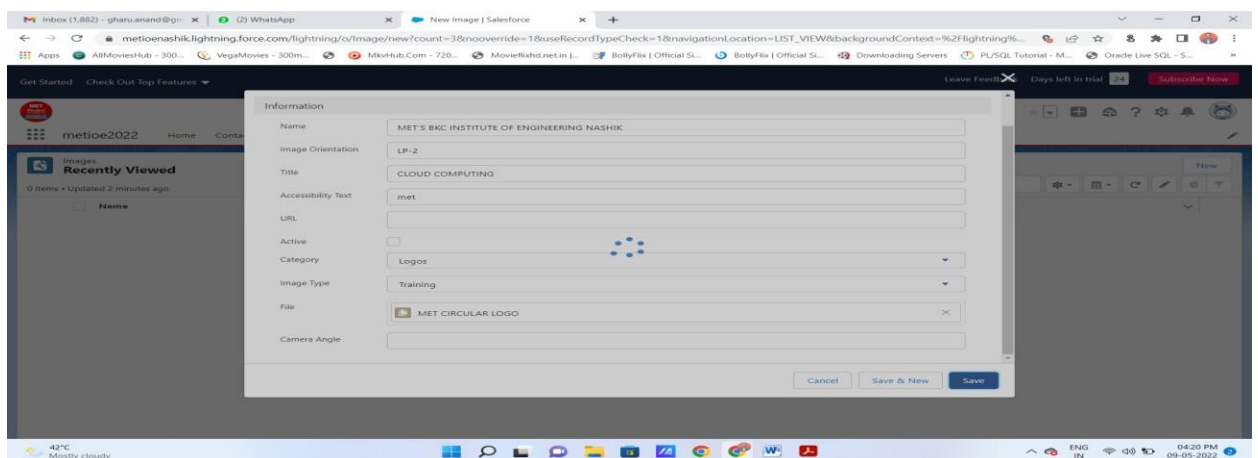 Inbox (1,882) - gharu.anand@gm
(2) WhatsApp
New Image | Salesforce
metioenashik.lightning.force.com/lightning/o/Image/new?count=3&nooverride=1&useRecordTypeCheck=1&navigationLocation=LIST_VIEW&backgroundContext=%2Flightning%...
Apps
AllMoviesHub - 300...
VegaMovies - 300m...
MkvHub.Com - 720...
Movieflixhd.net.in |...
BollyFlix | Official Si...
BollyFlix | Official Si...
Downloading Servers
PL/SQL Tutorial - M...
Oracle Live SQL - S...
Get Started
Check Out Top Features
Days left in trial
24
Subscribe Now
MET
metioe2022
Home
Conta
Images
Recently Viewed
New
0 items • Updated 2 minutes ago
Name
Information
Name
MET'S BKC INSTITUTE OF ENGINEERING NASHIK
Image Orientation
LP-2
Title
CLOUD COMPUTING
Accessibility Text
met
URL
Active
Category
Logos
Image Type
Training
File
MET CIRCULAR LOGO
Camera Angle
Cancel
Save & New
Save
42°C
Mostly cloudy
ENG
IN
04:20 PM
09-05-2022
2